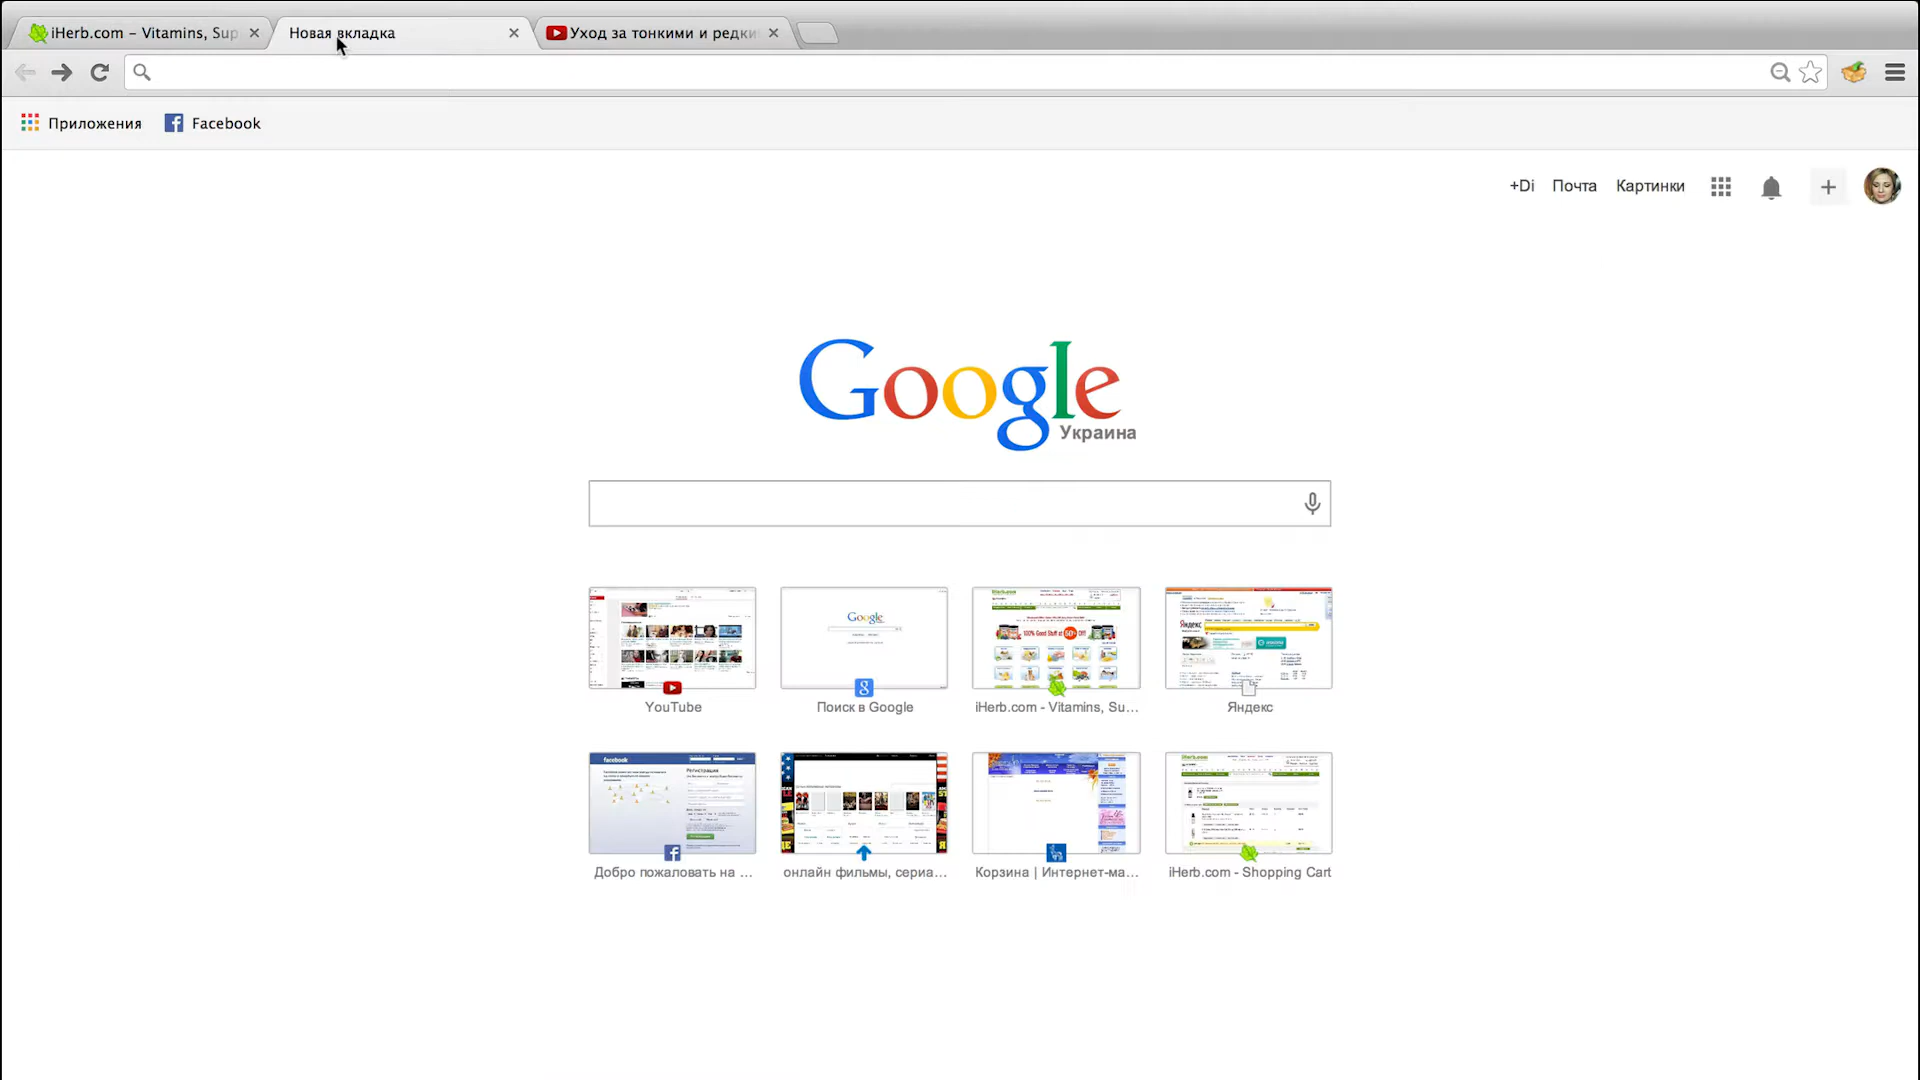 iHerb.com – Vitamins, Sup
Новая вкладка
Уход за тонкими и редки
Приложения
Facebook
+Di Почта Картинки
Google
Украина
YouTube
Поиск в Google
iHerb.com - Vitamins, Su...
Яндекс
Добро пожаловать на ...
онлайн фильмы, сериа...
Корзина | Интернет-ма...
iHerb.com - Shopping Cart